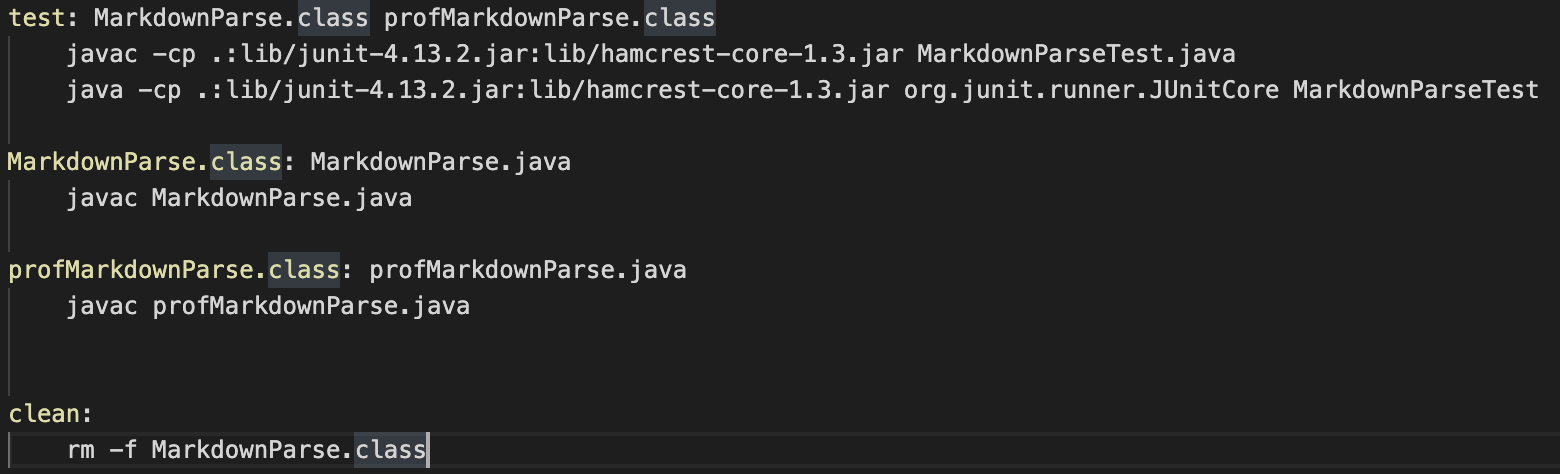 test: MarkdownParse.class profMarkdownParse.class
    javac -cp .:lib/junit-4.13.2.jar:lib/hamcrest-core-1.3.jar MarkdownParseTest.java
    java -cp .:lib/junit-4.13.2.jar:lib/hamcrest-core-1.3.jar org.junit.runner.JUnitCore MarkdownParseTest
MarkdownParse.class: MarkdownParse.java
    javac MarkdownParse.java
profMarkdownParse.class: profMarkdownParse.java
    javac profMarkdownParse.java
clean:
    rm -f MarkdownParse.class